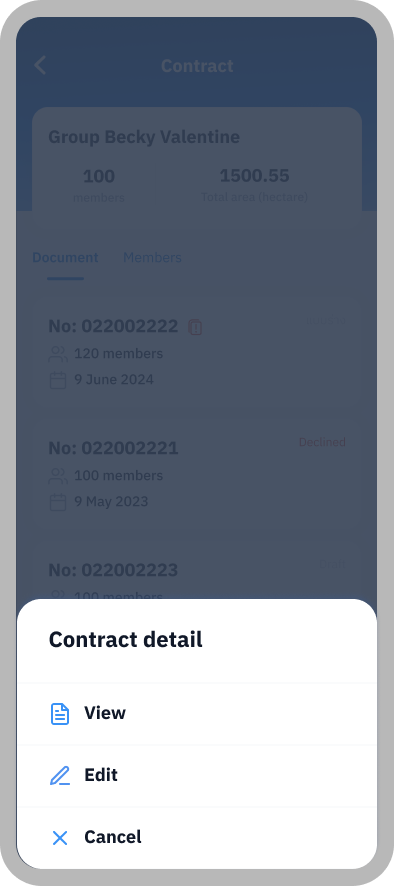 Contract
Group Becky Valentine
100
members
1500.55
Total area (hectare)
Document
Members
No: 022002222
120 members
9 June 2024
No: 022002221
Declined
100 members
9 May 2023
No: 022002223
100 members
Contract detail
View
Edit
Cancel